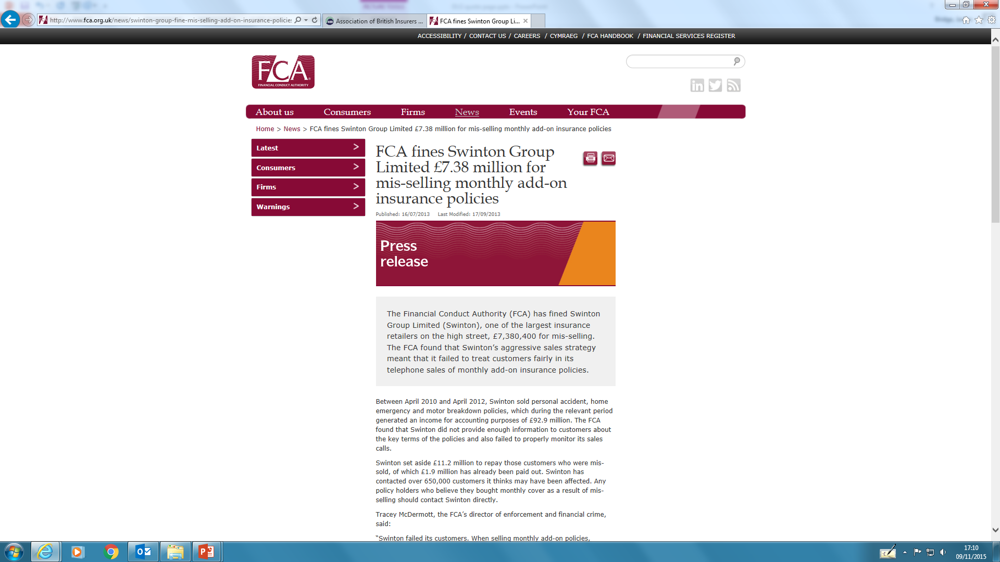 http://www.fca.org.uk/news/swinton-group-fine-mis-selling-add-on-insurance-policies
Association of British Insurers ...
FCA fines Swinton Group Li...
ACCESSIBILITY / CONTACT US / CAREERS / CYMRAEG / FCA HANDBOOK / FINANCIAL SERVICES REGISTER
FCA
FINANCIAL CONDUCT AUTHORITY
About us Consumers Firms News Events Your FCA
Home > News > FCA fines Swinton Group Limited £7.38 million for mis-selling monthly add-on insurance policies
Latest
Consumers
Firms
Warnings
FCA fines Swinton Group
Limited £7.38 million for
mis-selling monthly add-on
insurance policies
Published: 16/07/2013 Last Modified: 17/09/2013
Press
release
The Financial Conduct Authority (FCA) has fined Swinton
Group Limited (Swinton), one of the largest insurance
retailers on the high street, £7,380,400 for mis-selling.
The FCA found that Swinton’s aggressive sales strategy
meant that it failed to treat customers fairly in its
telephone sales of monthly add-on insurance policies.
Between April 2010 and April 2012, Swinton sold personal accident, home
emergency and motor breakdown policies, which during the relevant period
generated an income for accounting purposes of £92.9 million. The FCA
found that Swinton did not provide enough information to customers about
the key terms of the policies and also failed to properly monitor its sales
calls.
Swinton set aside £11.2 million to repay those customers who were mis-
sold, of which £1.9 million has already been paid out. Swinton has
contacted over 650,000 customers it thinks may have been affected. Any
policy holders who believe they bought monthly cover as a result of mis-
selling should contact Swinton directly.
Tracey McDermott, the FCA’s director of enforcement and financial crime,
said:
“Swinton failed its customers. When selling monthly add-on policies,
17:10
09/11/2015